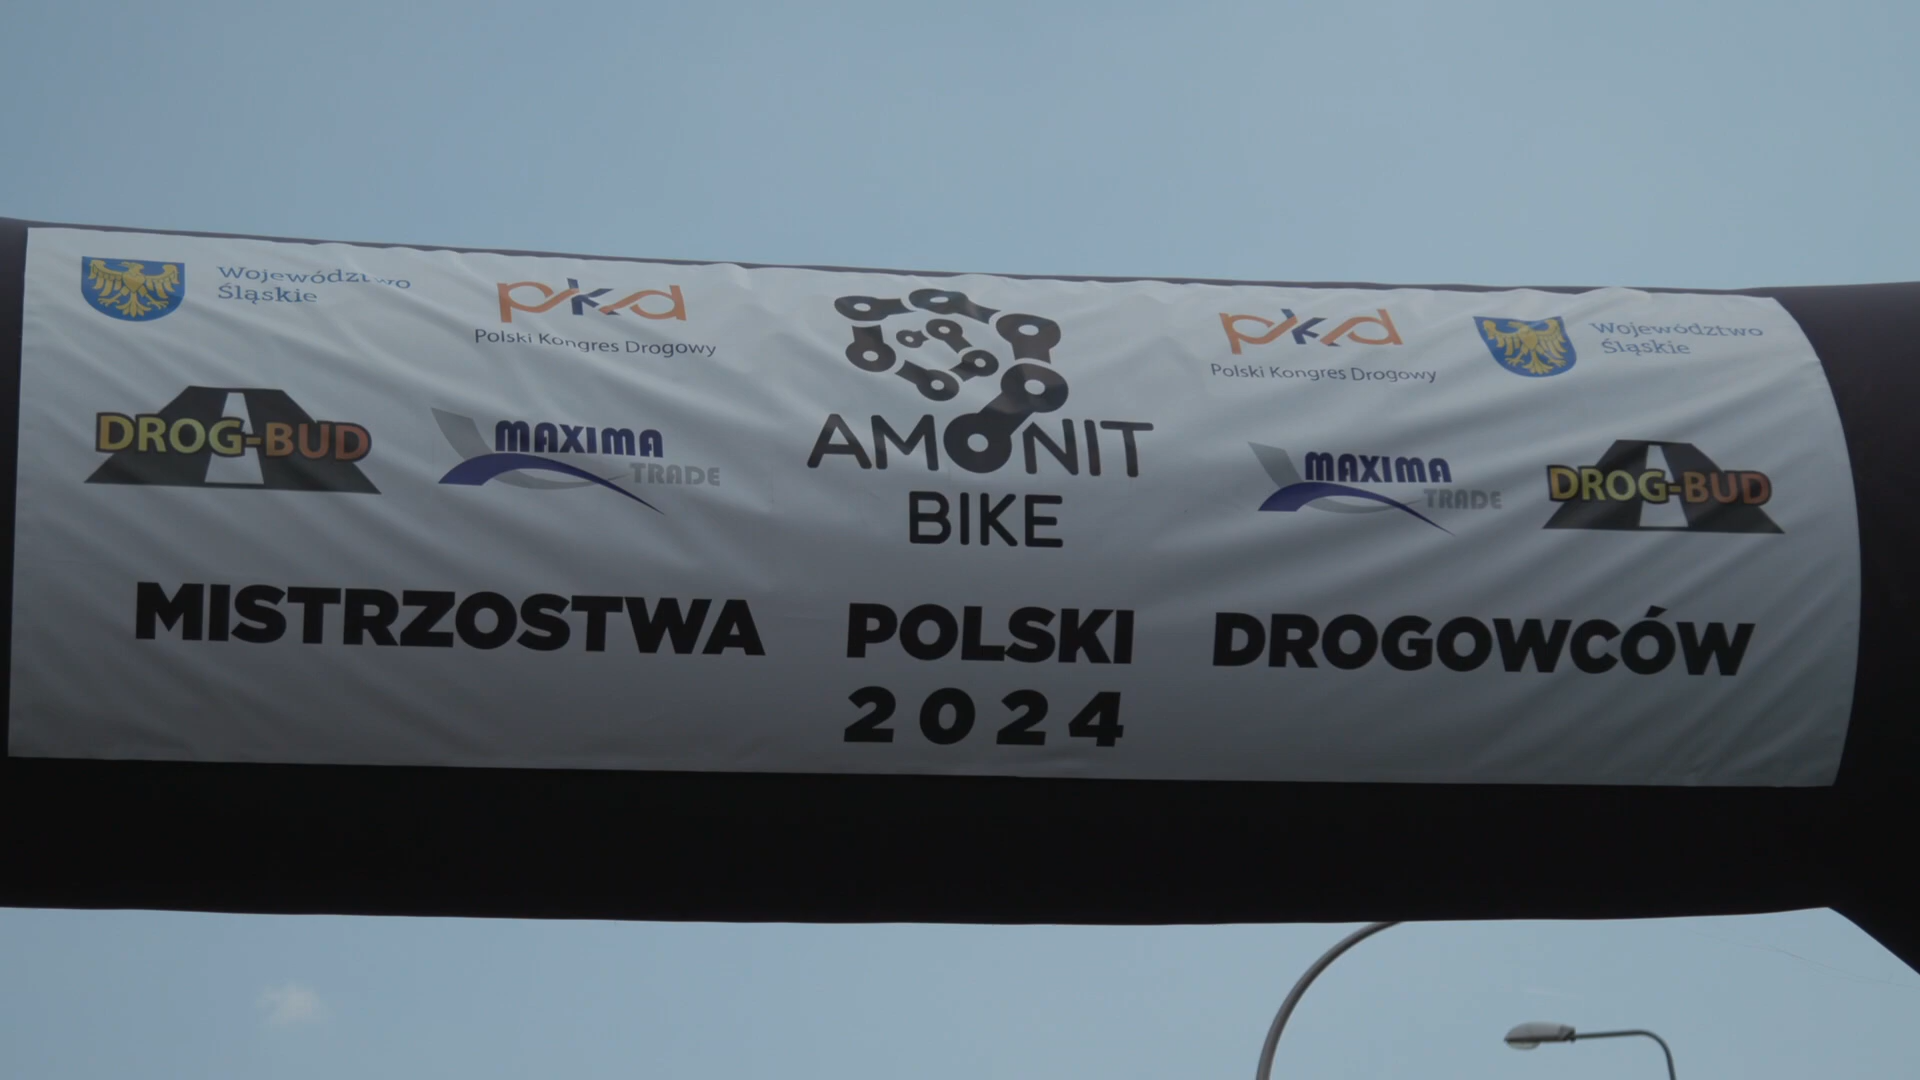 Województwo
Śląskie
pkd
Polski Kongres Drogowy
DROG-BUD
MAXIMA
TRADE
AMONIT
BIKE
pkd
Polski Kongres Drogowy
Województwo
Śląskie
MAXIMA
TRADE
DROG-BUD
MISTRZOSTWA POLSKI DROGOWCÓW
2024